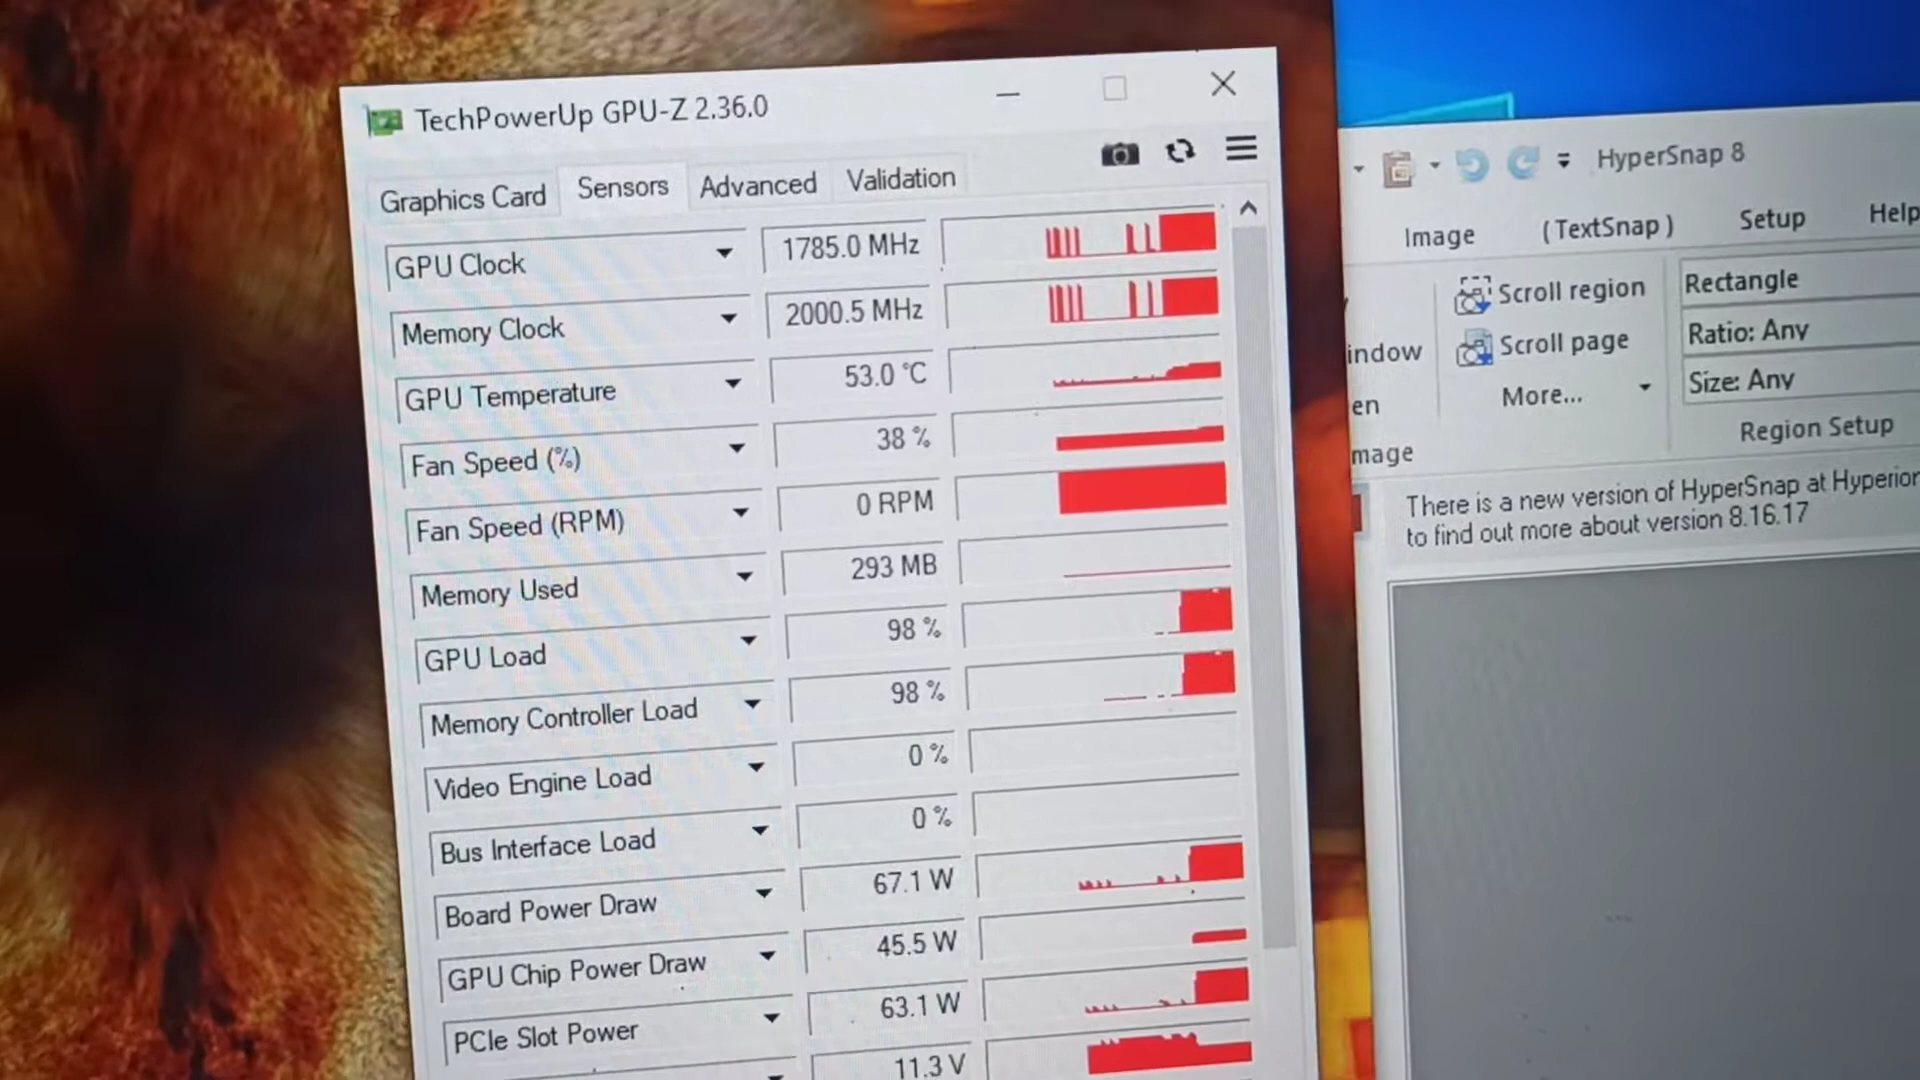 TechPowerUp GPU-Z 2.36.0
Graphics Card
Sensors
Advanced
Validation
GPU Clock 1785.0 MHz
Memory Clock 2000.5 MHz
GPU Temperature 53.0 °C
Fan Speed (%) 38 %
Fan Speed (RPM) 0 RPM
Memory Used 293 MB
GPU Load 98 %
Memory Controller Load 98 %
Video Engine Load 0 %
Bus Interface Load 0 %
Board Power Draw 67.1 W
GPU Chip Power Draw 45.5 W
PCIe Slot Power 63.1 W
11.3 V
HyperSnap 8
Image
( TextSnap )
Setup
Help
indow
en
mage
Scroll region
Scroll page
More...
Rectangle
Ratio: Any
Size: Any
Region Setup
There is a new version of HyperSnap at Hyperior
to find out more about version 8.16.17